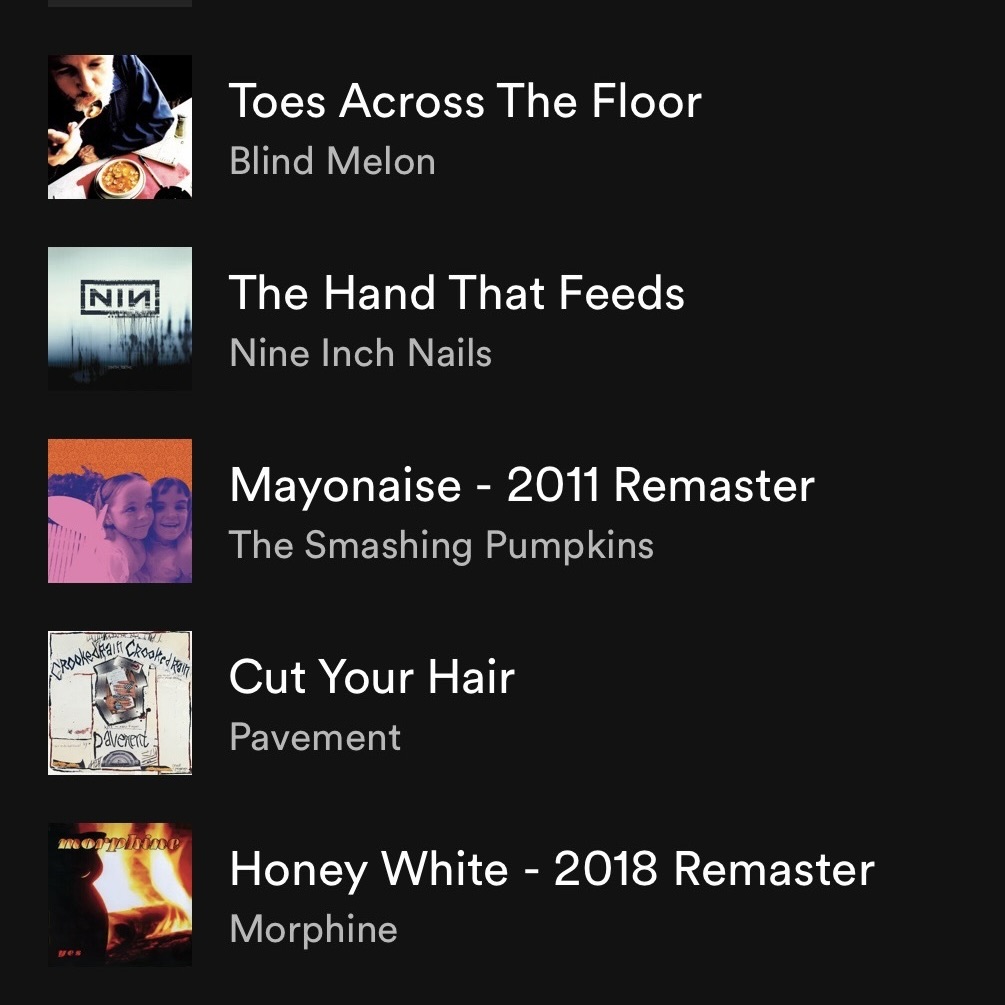 Toes Across The Floor
Blind Melon
NIN
The Hand That Feeds
Nine Inch Nails
Mayonaise - 2011 Remaster
The Smashing Pumpkins
Crooked Rain Crooked Rain
Pavement
Cut Your Hair
Pavement
morphine
yes
Honey White - 2018 Remaster
Morphine